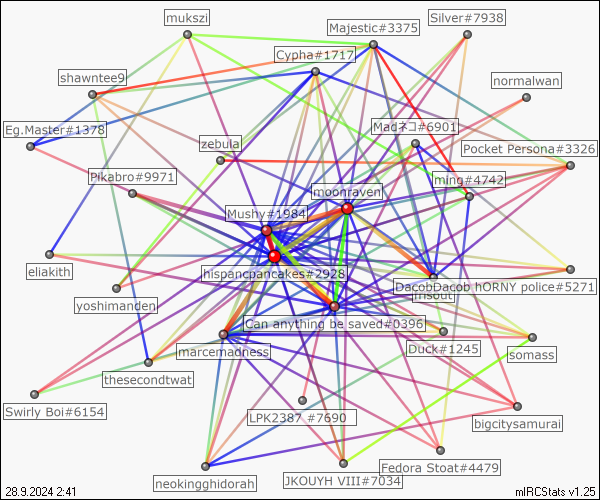 mukszi
Silver#7938
Majestic#3375
Cypha#1717
shawntee9
normalwan
Eg.Master#1378
Madネコ#6901
zebula
Pocket Persona#3326
Pikabro#9971
ming#4742
moonraven
Mushy#1984
eliakith
hispancpancakes#2928
DacobDacob hORNY police#5271
yoshimanden
Can anything be saved#0396
marcemadness
Duck#1245
somass
thesecondtwat
Swirly Boi#6154
LPK2387 #7690
bigcitysamurai
neokingghidorah
JKOUYH VIII#7034
Fedora Stoat#4479
28.9.2024 2:41
mIRCStats v1.25